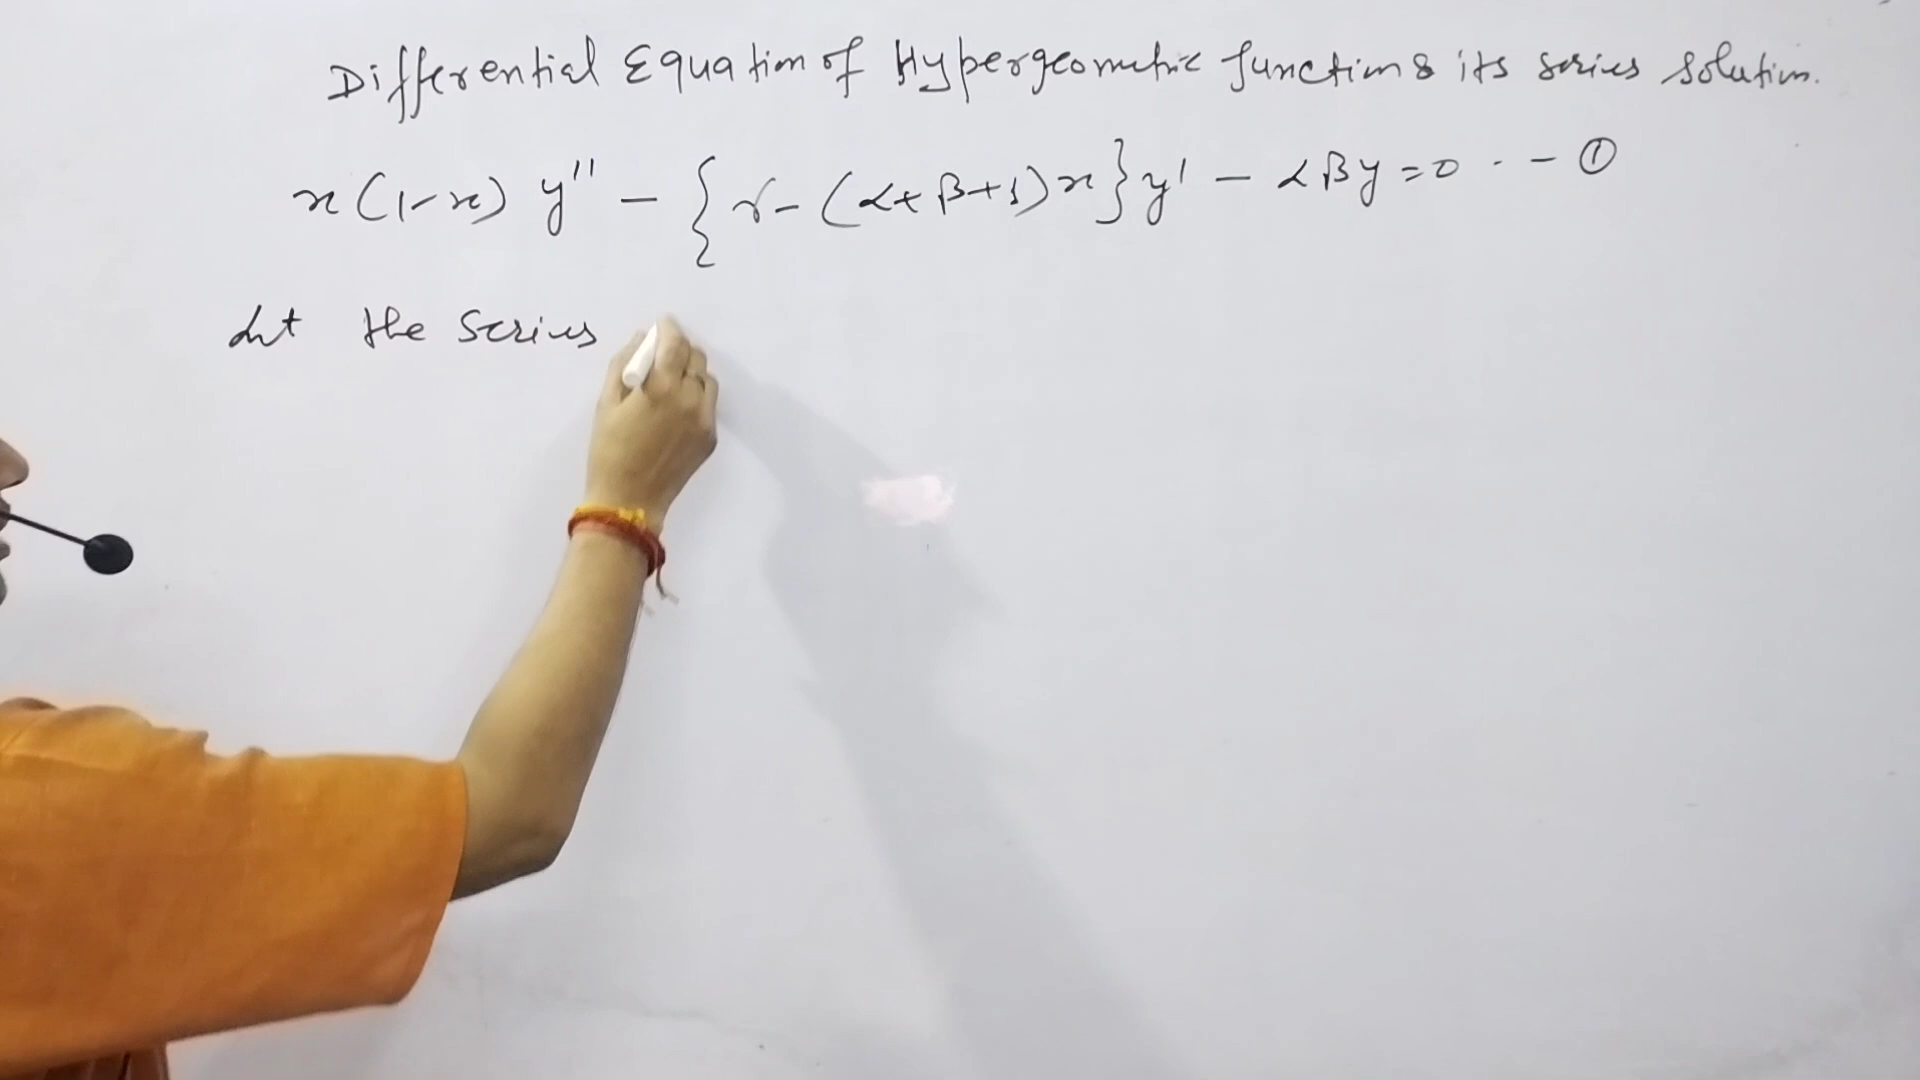 Differential Equation of Hypergeometric function & its series solution.
x(1-x) y'' - {γ - (α+β+1)x}y' - αβy = 0 - - ①
Let the series